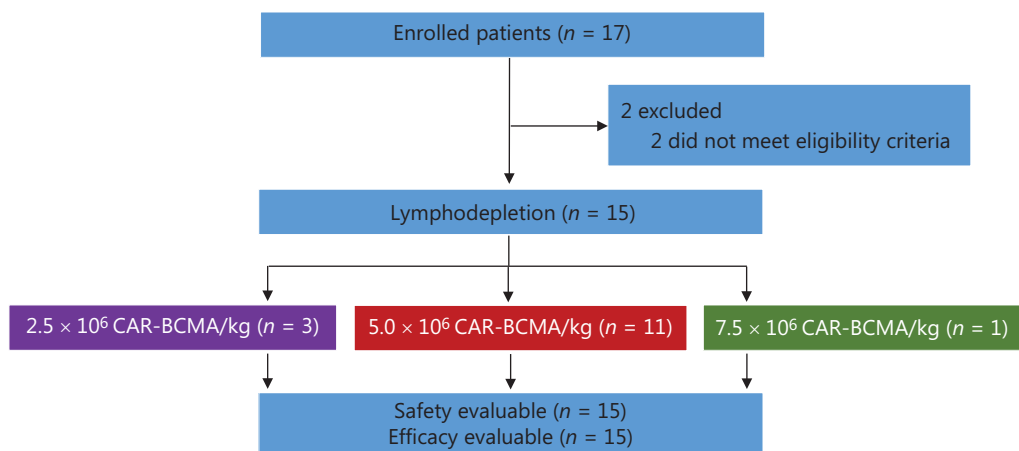 Enrolled patients (n = 17)
2 excluded
2 did not meet eligibility criteria
Lymphodepletion (n = 15)
2.5 × 10⁶ CAR-BCMA/kg (n = 3)
5.0 × 10⁶ CAR-BCMA/kg (n = 11)
7.5 × 10⁶ CAR-BCMA/kg (n = 1)
Safety evaluable (n = 15)
Efficacy evaluable (n = 15)